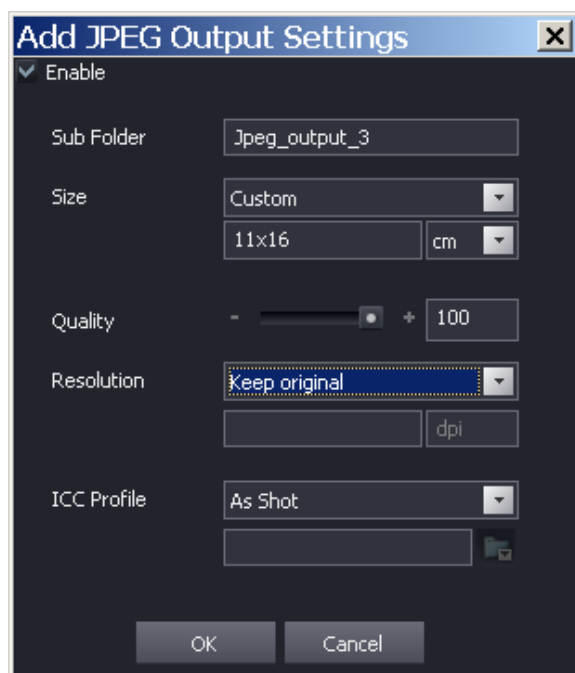 Add JPEG Output Settings
Enable
Sub Folder Jpeg_output_3
Size Custom
11x16 cm
Quality - + 100
Resolution Keep original
dpi
ICC Profile As Shot
OK Cancel